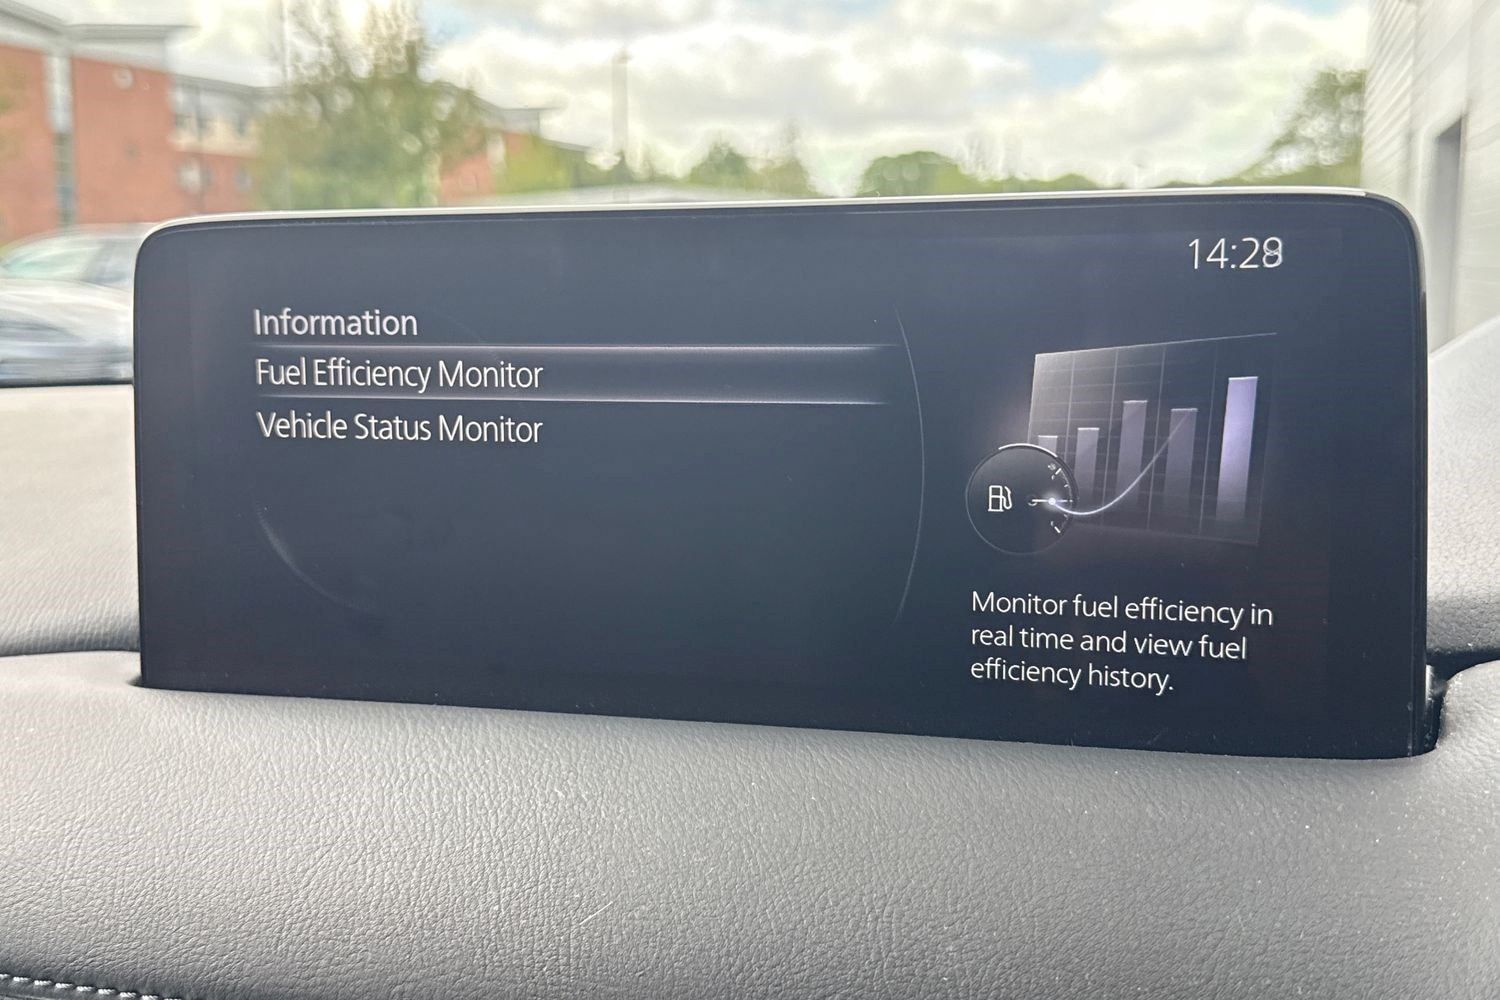 14:28
Information
Fuel Efficiency Monitor
Vehicle Status Monitor
Monitor fuel efficiency in
real time and view fuel
efficiency history.